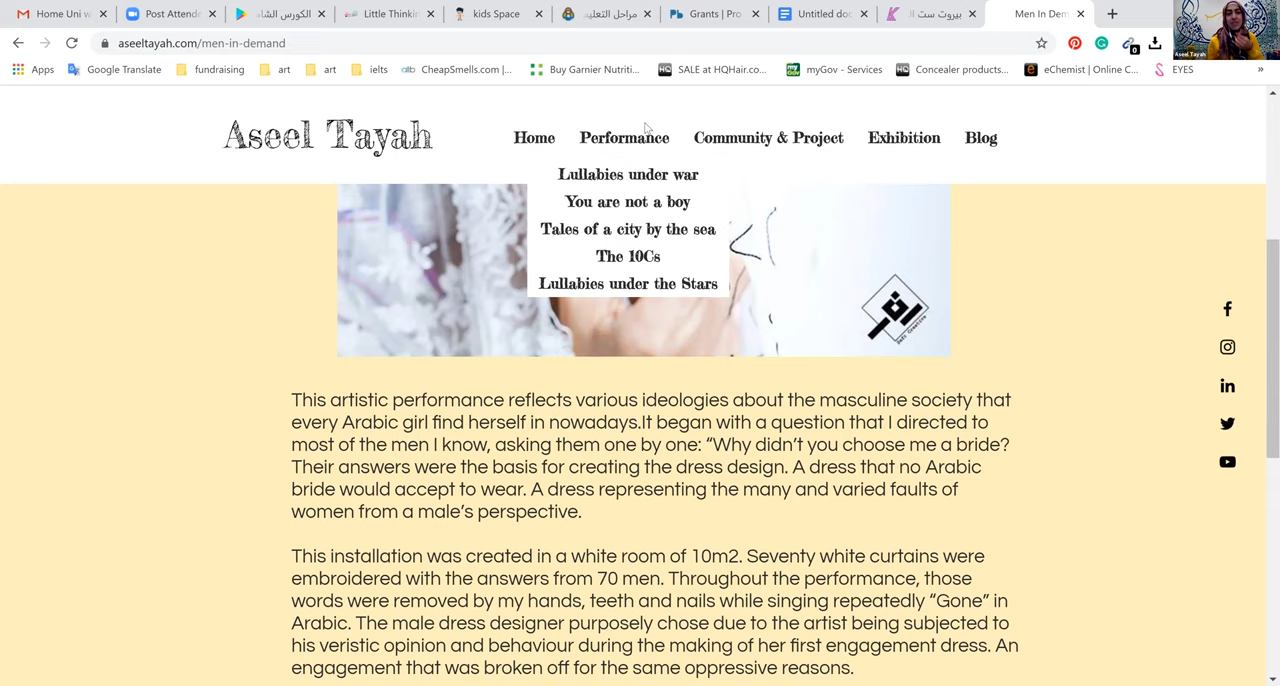 Home Uni w
Post Attende
الكورس الشا
Little Thinkin
kids Space
مراحل التعليم
Grants | Pro
Untitled doc
بيروت ست ال
Men In Dem
aseeltayah.com/men-in-demand
0
Aseel Tayah
Apps
Google Translate
fundraising
art
art
ielts
CheapSmells.com |...
Buy Garnier Nutriti...
SALE at HQHair.co...
myGov - Services
Concealer products...
eChemist | Online C...
EYES
»
Aseel Tayah
Home
Performance
Community & Project
Exhibition
Blog
Lullabies under war
You are not a boy
Tales of a city by the sea
The 10Cs
Lullabies under the Stars
This artistic performance reflects various ideologies about the masculine society that
every Arabic girl find herself in nowadays.It began with a question that I directed to
most of the men I know, asking them one by one: “Why didn’t you choose me a bride?
Their answers were the basis for creating the dress design. A dress that no Arabic
bride would accept to wear. A dress representing the many and varied faults of
women from a male’s perspective.
This installation was created in a white room of 10m2. Seventy white curtains were
embroidered with the answers from 70 men. Throughout the performance, those
words were removed by my hands, teeth and nails while singing repeatedly “Gone” in
Arabic. The male dress designer purposely chose due to the artist being subjected to
his veristic opinion and behaviour during the making of her first engagement dress. An
engagement that was broken off for the same oppressive reasons.